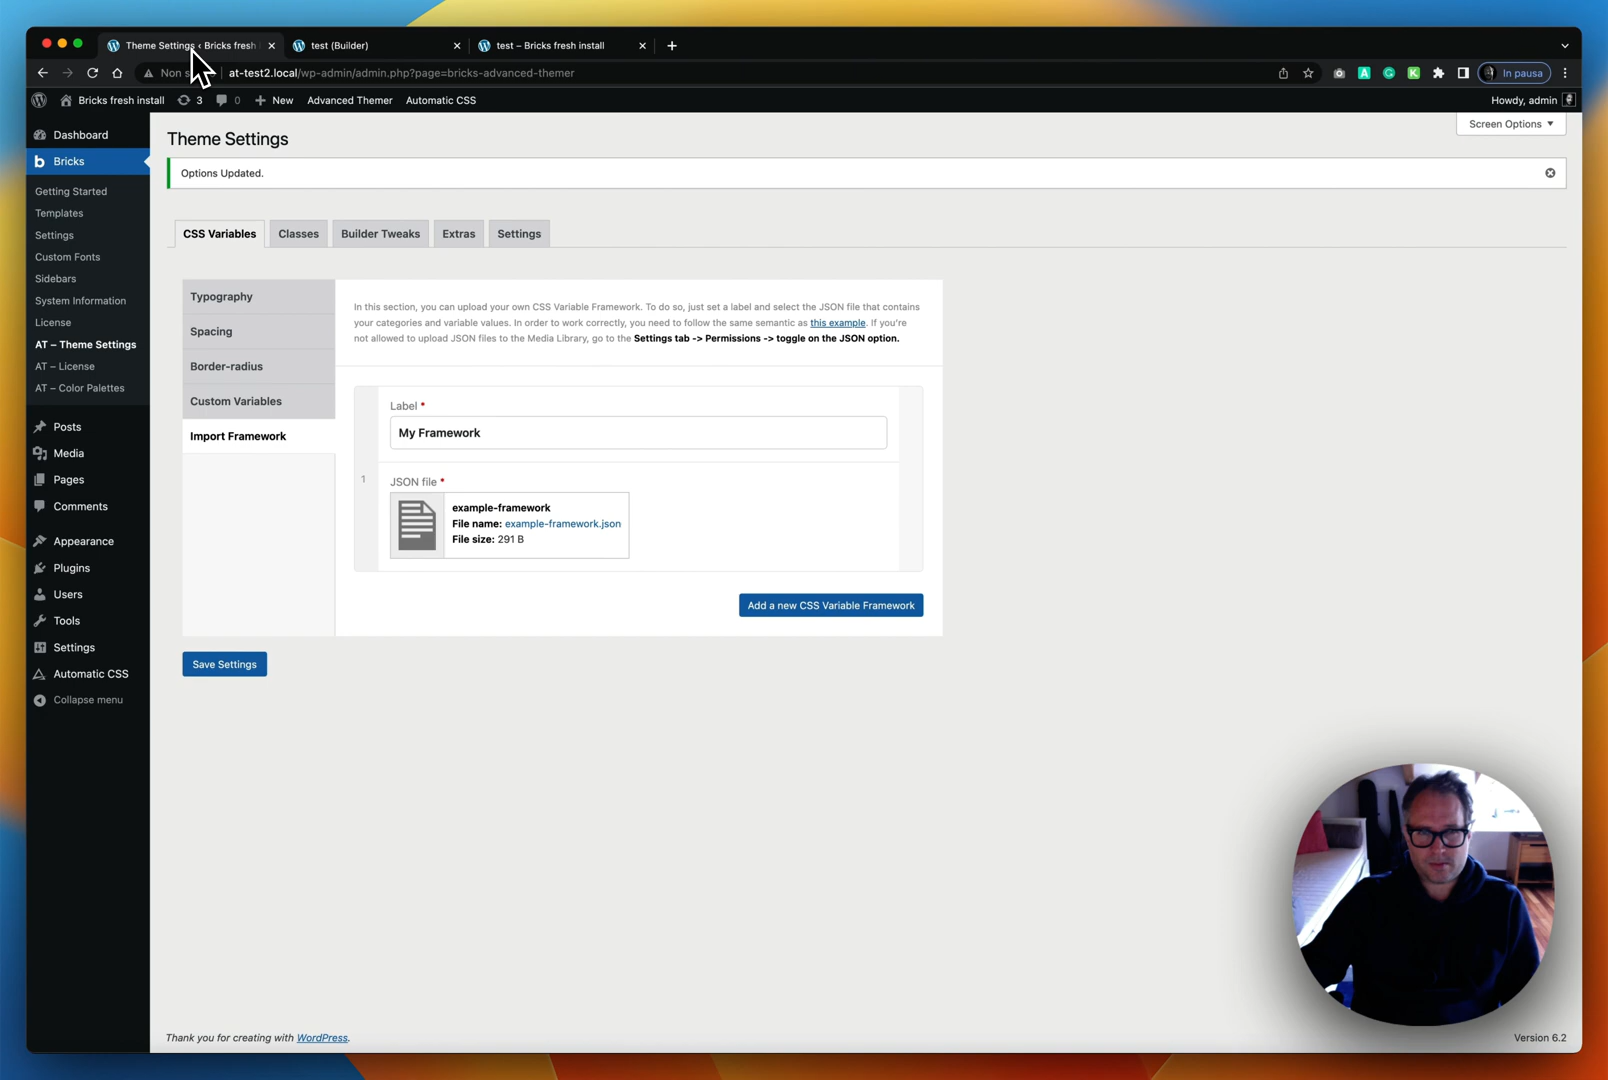 Theme Settings ‹ Bricks fresh
test (Builder)
test – Bricks fresh install
Non s
at-test2.local/wp-admin/admin.php?page=bricks-advanced-themer
In pausa
Bricks fresh install
3
0
New
Advanced Themer
Automatic CSS
Howdy, admin
Dashboard
Bricks
Getting Started
Templates
Settings
Custom Fonts
Sidebars
System Information
License
AT – Theme Settings
AT – License
AT – Color Palettes
Posts
Media
Pages
Comments
Appearance
Plugins
Users
Tools
Settings
Automatic CSS
Collapse menu
Screen Options
Theme Settings
Options Updated.
CSS Variables
Classes
Builder Tweaks
Extras
Settings
Typography
Spacing
Border-radius
Custom Variables
Import Framework
In this section, you can upload your own CSS Variable Framework. To do so, just set a label and select the JSON file that contains
your categories and variable values. In order to work correctly, you need to follow the same semantic as this example. If you're
not allowed to upload JSON files to the Media Library, go to the Settings tab -> Permissions -> toggle on the JSON option.
Label *
My Framework
1
JSON file *
example-framework
File name: example-framework.json
File size: 291 B
Add a new CSS Variable Framework
Save Settings
Thank you for creating with WordPress.
Version 6.2